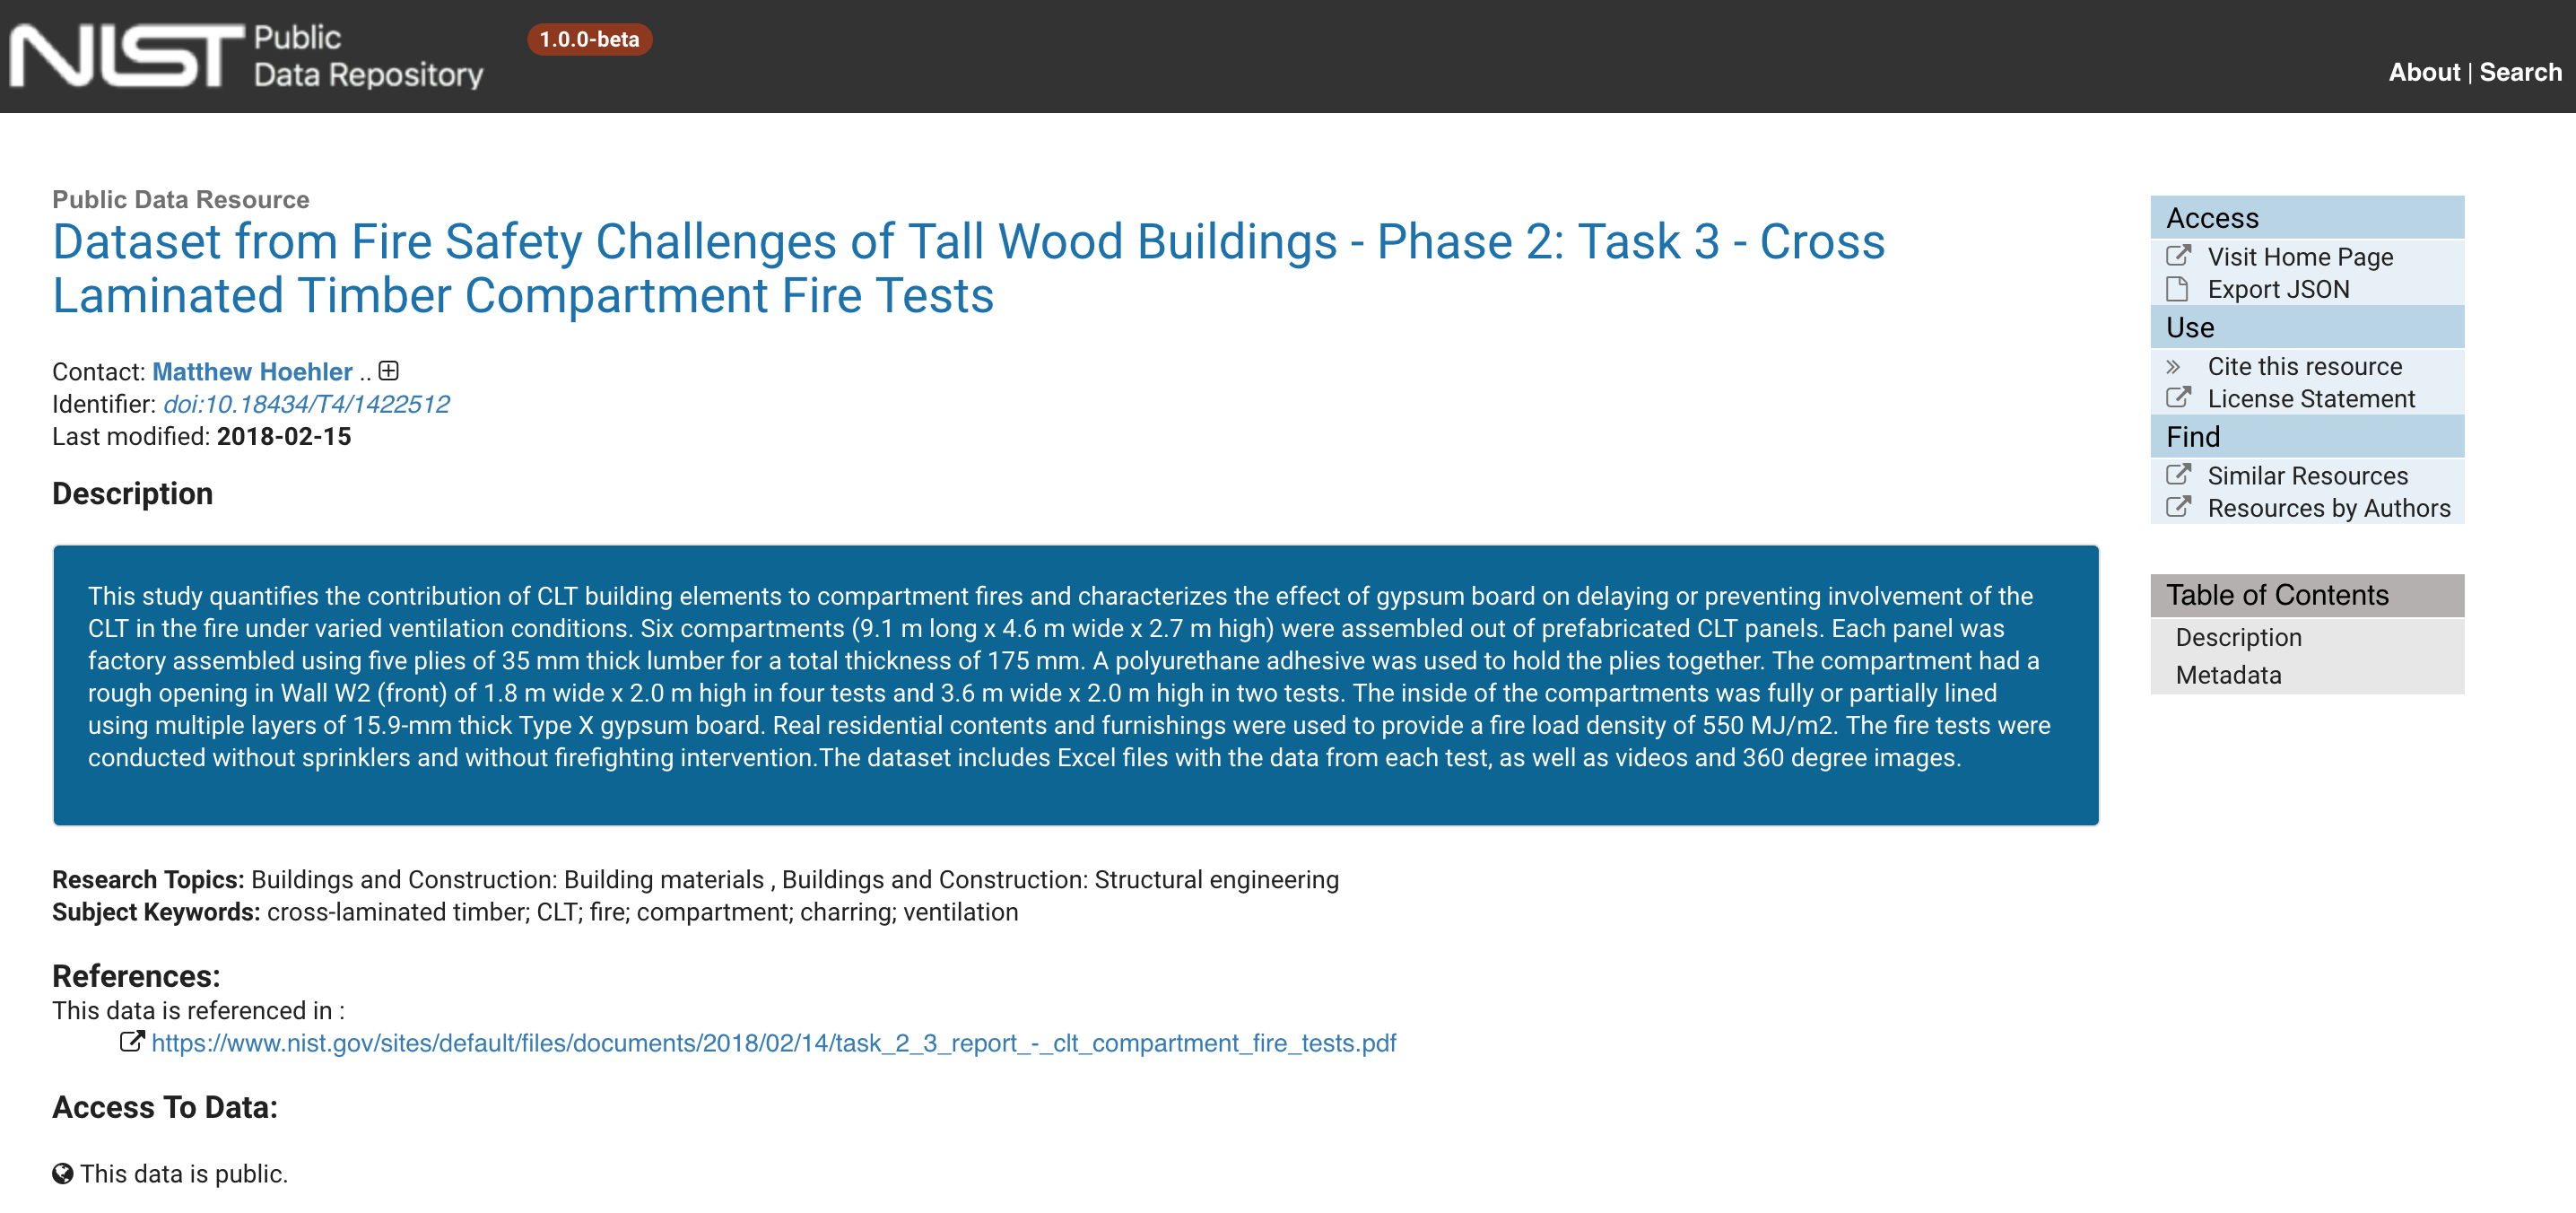 NIST Public
Data Repository
1.0.0-beta
About | Search
Public Data Resource
Dataset from Fire Safety Challenges of Tall Wood Buildings - Phase 2: Task 3 - Cross
Laminated Timber Compartment Fire Tests
Contact: Matthew Hoehler ..
Identifier: doi:10.18434/T4/1422512
Last modified: 2018-02-15
Description
This study quantifies the contribution of CLT building elements to compartment fires and characterizes the effect of gypsum board on delaying or preventing involvement of the
CLT in the fire under varied ventilation conditions. Six compartments (9.1 m long x 4.6 m wide x 2.7 m high) were assembled out of prefabricated CLT panels. Each panel was
factory assembled using five plies of 35 mm thick lumber for a total thickness of 175 mm. A polyurethane adhesive was used to hold the plies together. The compartment had a
rough opening in Wall W2 (front) of 1.8 m wide x 2.0 m high in four tests and 3.6 m wide x 2.0 m high in two tests. The inside of the compartments was fully or partially lined
using multiple layers of 15.9-mm thick Type X gypsum board. Real residential contents and furnishings were used to provide a fire load density of 550 MJ/m2. The fire tests were
conducted without sprinklers and without firefighting intervention.The dataset includes Excel files with the data from each test, as well as videos and 360 degree images.
Research Topics: Buildings and Construction: Building materials , Buildings and Construction: Structural engineering
Subject Keywords: cross-laminated timber; CLT; fire; compartment; charring; ventilation
References:
This data is referenced in :
https://www.nist.gov/sites/default/files/documents/2018/02/14/task_2_3_report_-_clt_compartment_fire_tests.pdf
Access To Data:
This data is public.
Access
Visit Home Page
Export JSON
Use
Cite this resource
License Statement
Find
Similar Resources
Resources by Authors
Table of Contents
Description
Metadata